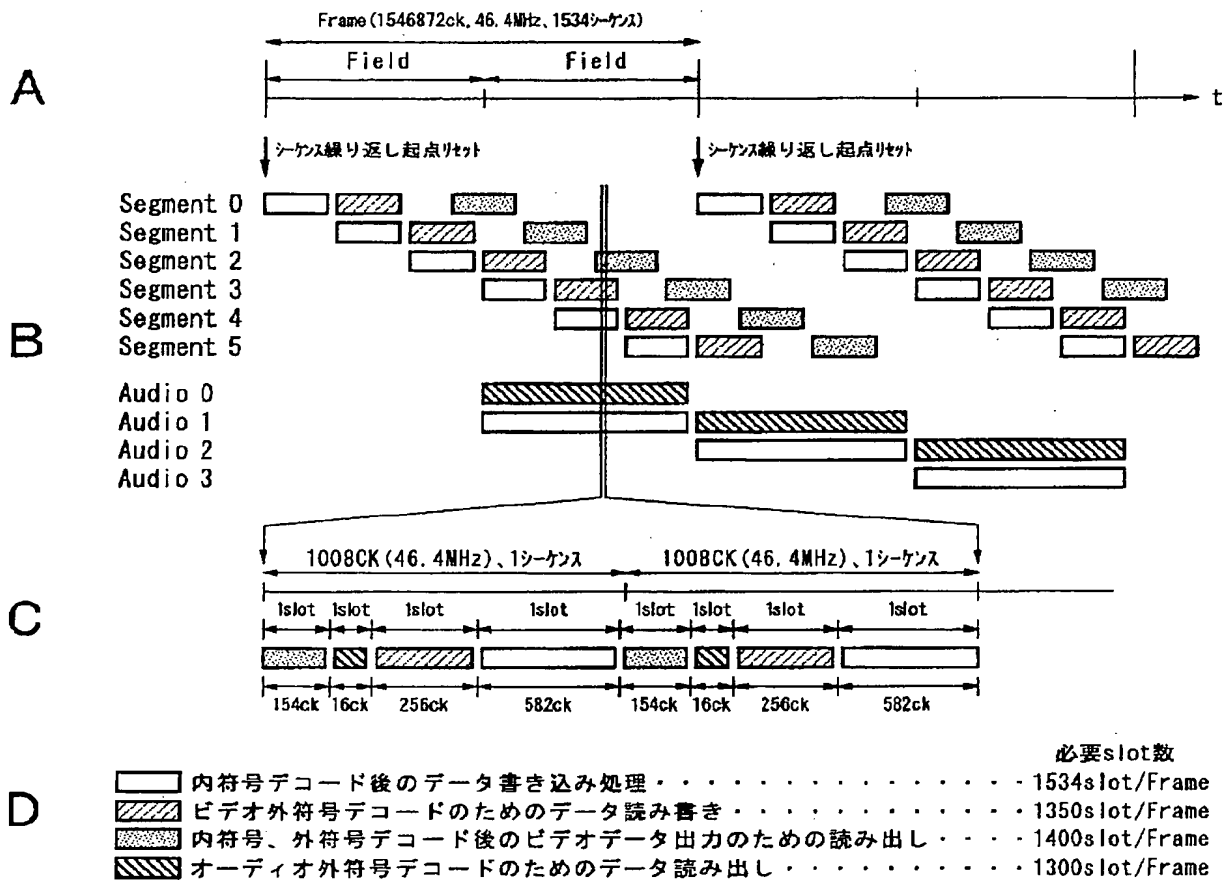 Frame(1546872ck, 46.4MHz、1534シーケンス)
A
Field
Field
t
シーケンス繰り返し起点リセット
シーケンス繰り返し起点リセット
B
Segment 0
Segment 1
Segment 2
Segment 3
Segment 4
Segment 5
Audio 0
Audio 1
Audio 2
Audio 3
1008CK(46.4MHz)、1シーケンス
1008CK(46.4MHz)、1シーケンス
C
1slot 1slot 1slot 1slot 1slot 1slot 1slot 1slot
154ck 16ck 256ck 582ck 154ck 16ck 256ck 582ck
必要slot数
D
内符号デコード後のデータ書き込み処理・・・・・・・・・・・・・・・1534slot/Frame
ビデオ外符号デコードのためのデータ読み書き・・・・・・・・・・・・1350slot/Frame
内符号、外符号デコード後のビデオデータ出力のための読み出し・・・・1400slot/Frame
オーディオ外符号デコードのためのデータ読み出し・・・・・・・・・・1300slot/Frame